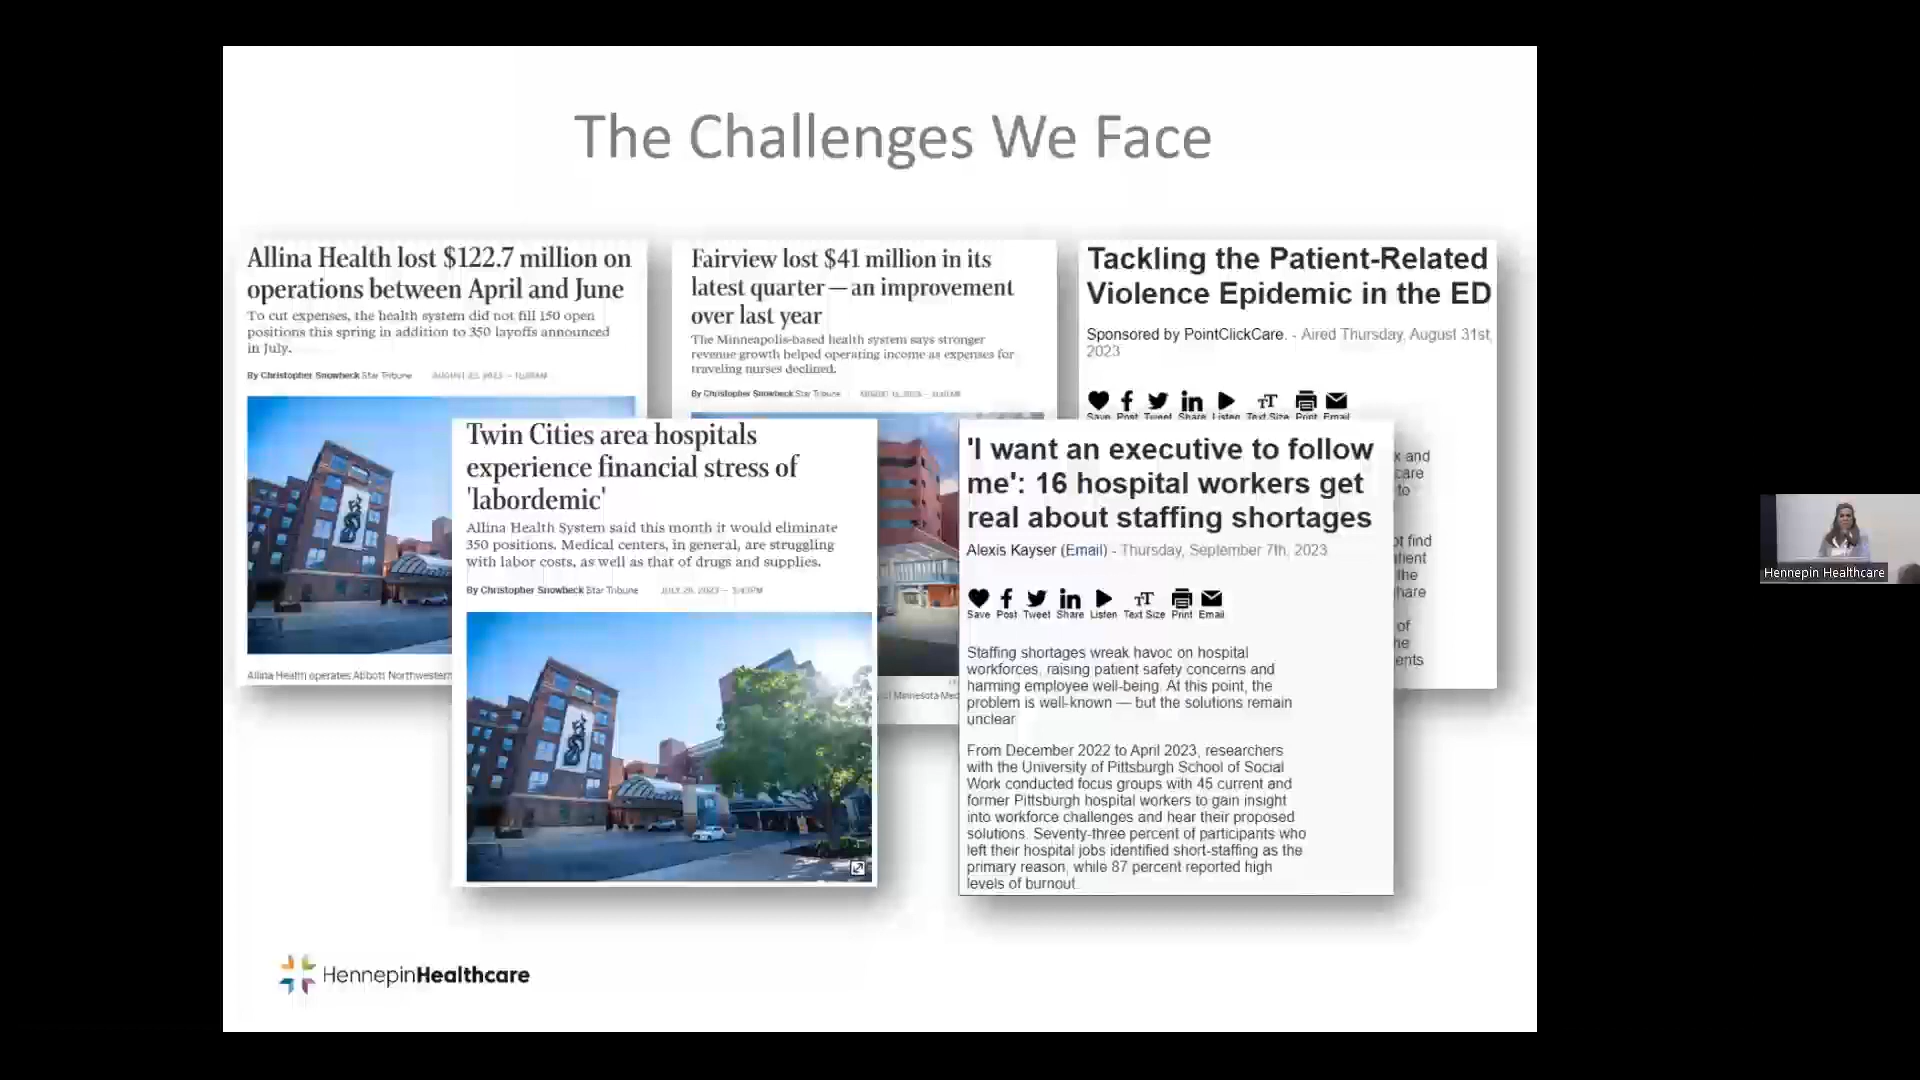 The Challenges We Face
Allina Health lost $122.7 million on
operations between April and June
To cut expenses, the health system did not fill 150 open
positions this spring in addition to 350 layoffs announced
in July.
By Christopher Snowbeck Star Tribune
Allina Health operates Abbott Northwestern
Fairview lost $41 million in its
latest quarter — an improvement
over last year
The Minneapolis-based health system says stronger
revenue growth helped operating income as expenses for
traveling nurses declined.
By Christopher Snowbeck Star Tribune
of Minnesota Med
Tackling the Patient-Related
Violence Epidemic in the ED
Sponsored by PointClickCare. - Aired Thursday, August 31st,
2023
Save Post Tweet Share Listen Text Size Print Email
x and
care
to
ot find
the
hare
of
he
ents
Twin Cities area hospitals
experience financial stress of
'labordemic'
Allina Health System said this month it would eliminate
350 positions. Medical centers, in general, are struggling
with labor costs, as well as that of drugs and supplies.
By Christopher Snowbeck Star Tribune
'I want an executive to follow
me': 16 hospital workers get
real about staffing shortages
Alexis Kayser (Email) - Thursday, September 7th, 2023
Save Post Tweet Share Listen Text Size Print Email
Staffing shortages wreak havoc on hospital
workforces, raising patient safety concerns and
harming employee well-being. At this point, the
problem is well-known — but the solutions remain
unclear
From December 2022 to April 2023, researchers
with the University of Pittsburgh School of Social
Work conducted focus groups with 45 current and
former Pittsburgh hospital workers to gain insight
into workforce challenges and hear their proposed
solutions. Seventy-three percent of participants who
left their hospital jobs identified short-staffing as the
primary reason, while 87 percent reported high
levels of burnout
HennepinHealthcare
Hennepin Healthcare